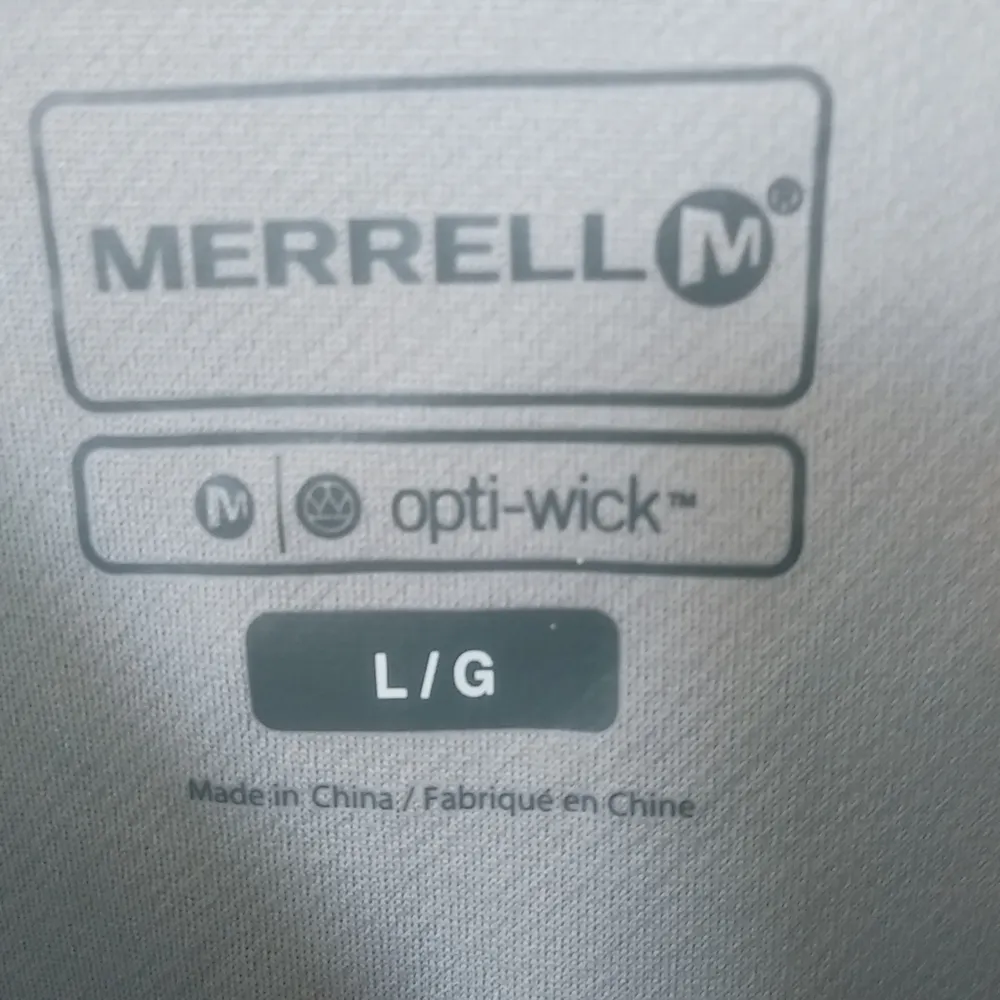 MERRELL M®
M opti-wick™
L/G
Made in China / Fabriqué en Chine